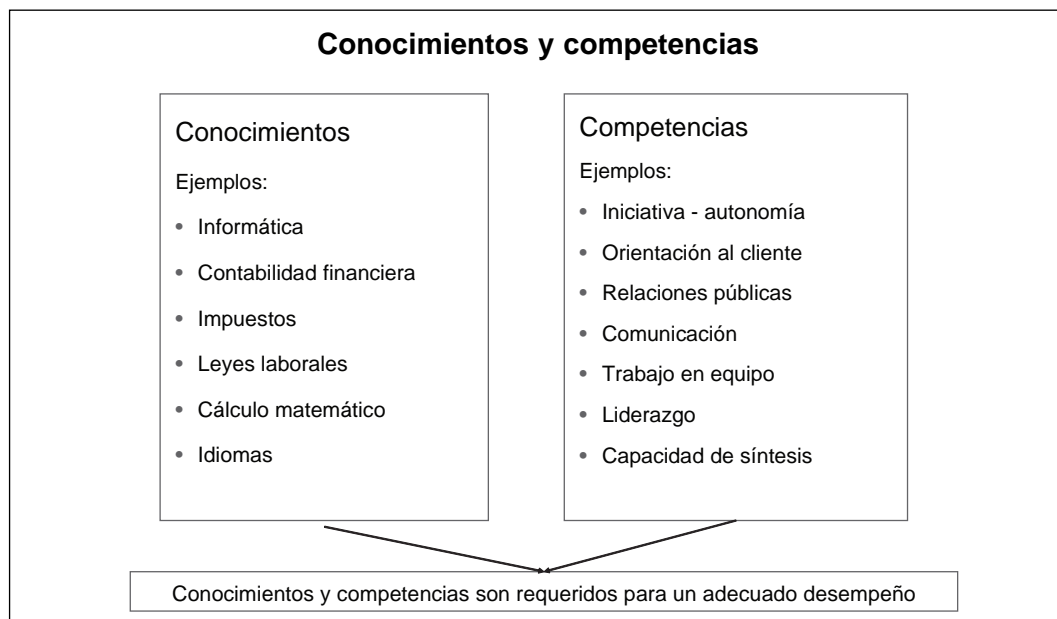 Conocimientos y competencias
Conocimientos
Ejemplos:
• Informática
• Contabilidad financiera
• Impuestos
• Leyes laborales
• Cálculo matemático
• Idiomas
Competencias
Ejemplos:
• Iniciativa - autonomía
• Orientación al cliente
• Relaciones públicas
• Comunicación
• Trabajo en equipo
• Liderazgo
• Capacidad de síntesis
Conocimientos y competencias son requeridos para un adecuado desempeño